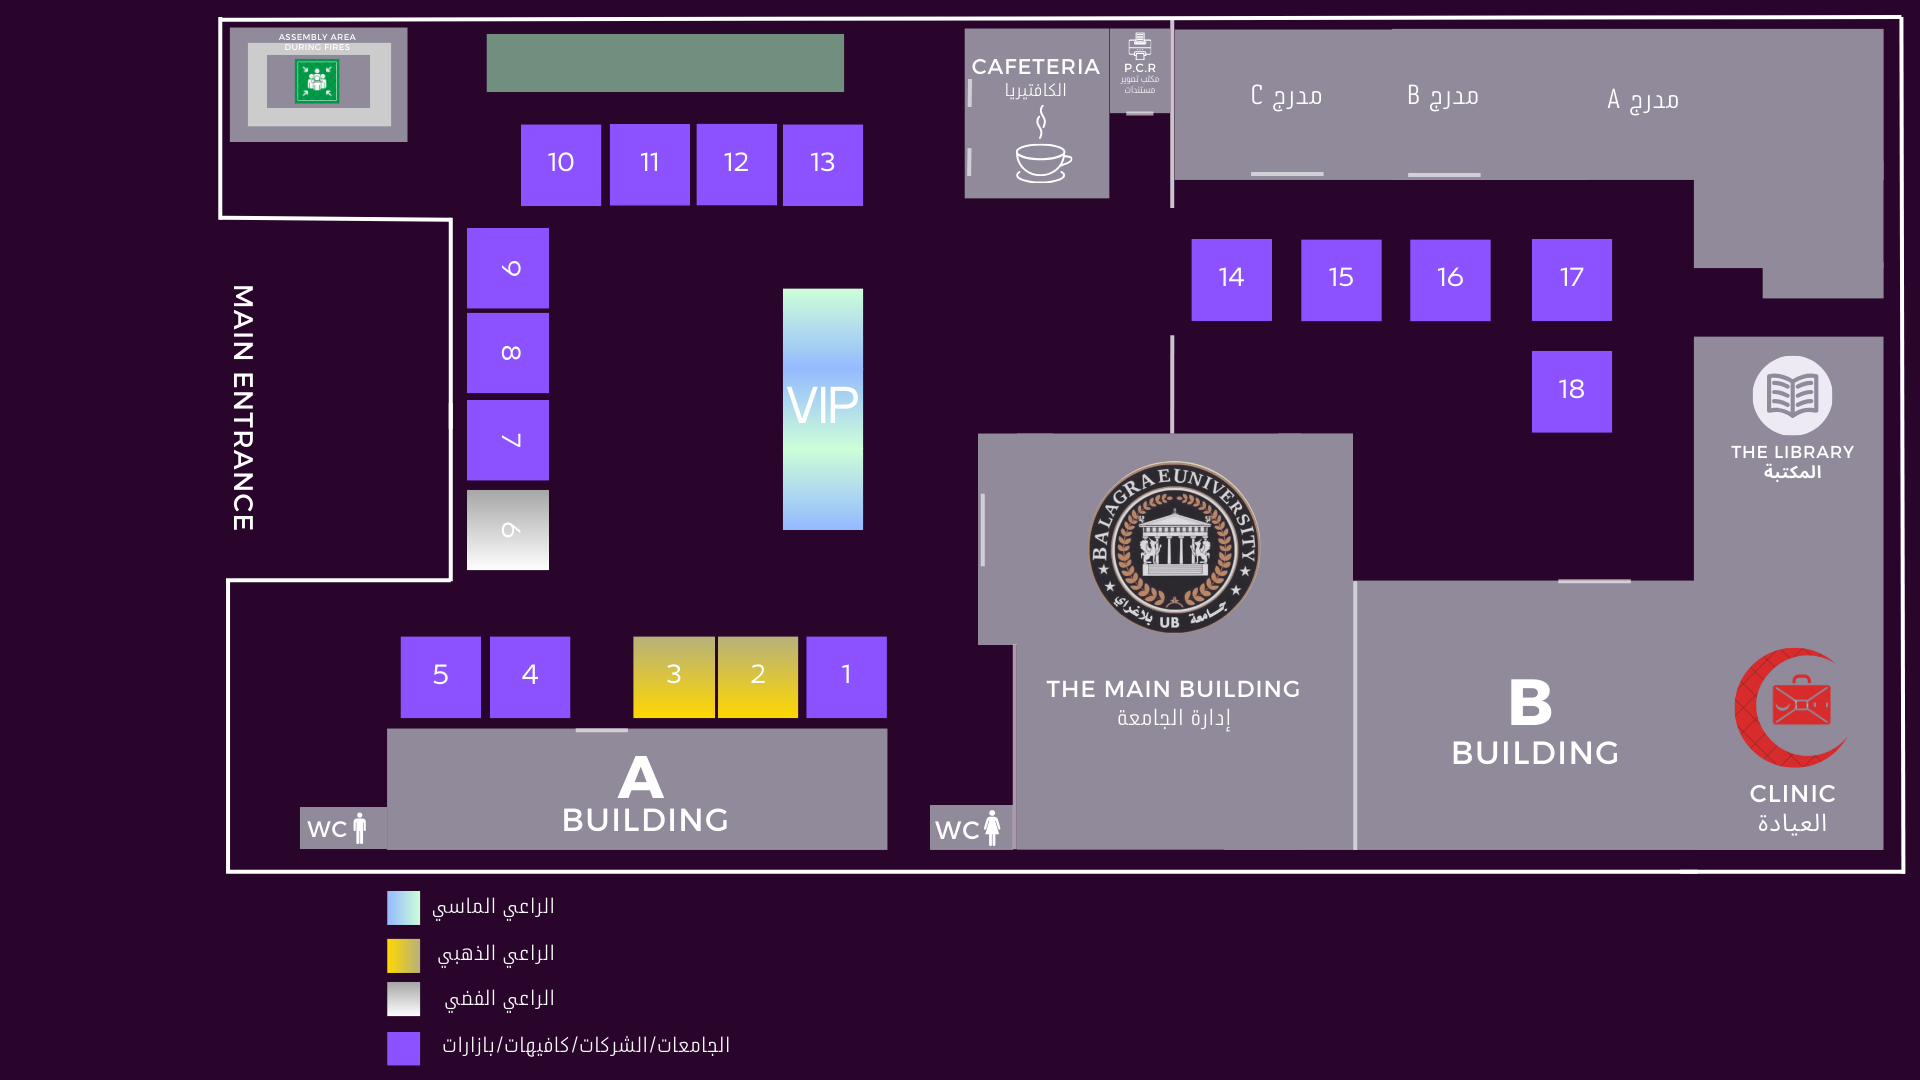 ASSEMBLY AREA
DURING FIRES
CAFETERIA
الكافتيريا
P.C.R
مكتب تصوير
مستندات
مدرج C
مدرج B
مدرج A
10
11
12
13
9
8
7
6
MAIN ENTRANCE
VIP
14
15
16
17
18
THE LIBRARY
المكتبة
BALAGRAE UNIVERSITY
جامعة UB بلاغراي
THE MAIN BUILDING
إدارة الجامعة
5
4
3
2
1
A
BUILDING
WC
WC
B
BUILDING
CLINIC
العيادة
الراعي الماسي
الراعي الذهبي
الراعي الفضي
الجامعات/الشركات/كافيهات/بازارات